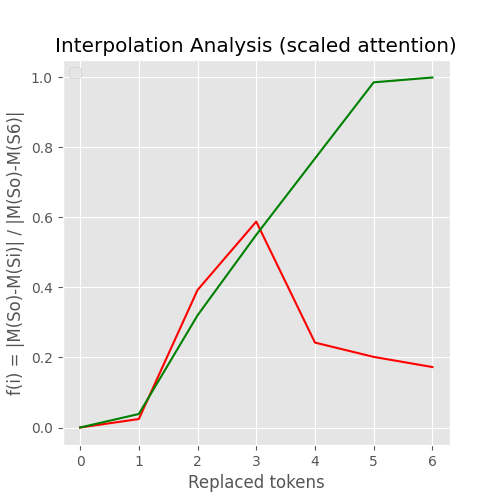 Interpolation Analysis (scaled attention)
f(i) = |M(So)-M(Si)| / |M(So)-M(S6)|
1.0
0.8
0.6
0.4
0.2
0.0
0 1 2 3 4 5 6
Replaced tokens